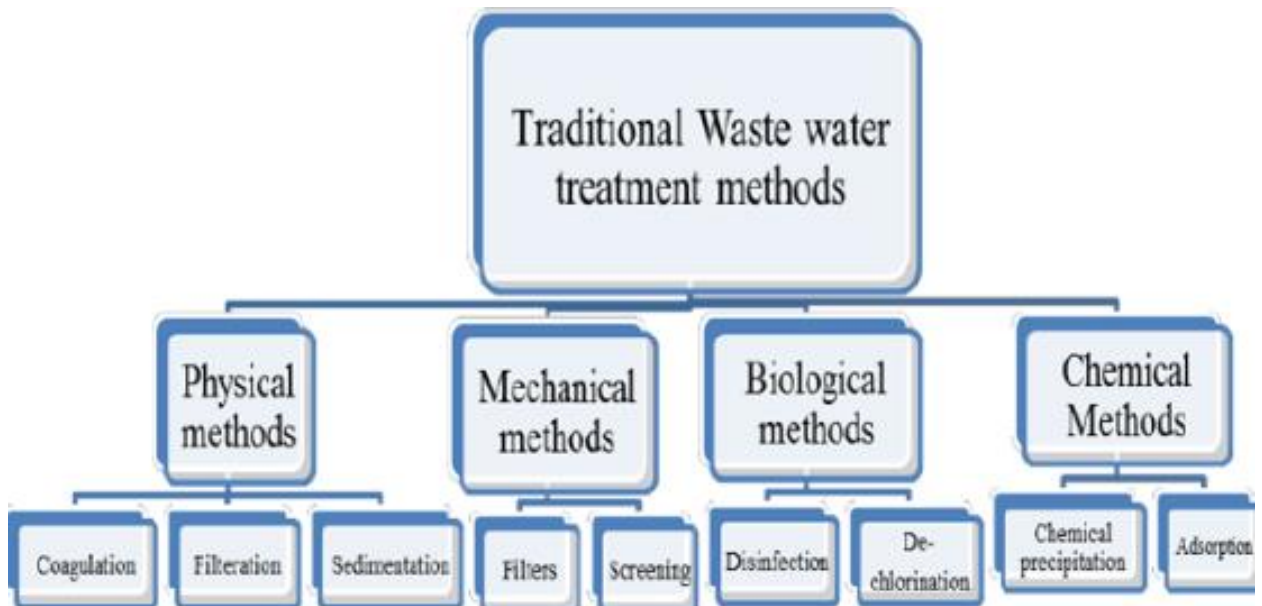 Traditional Waste water
treatment methods
Physical
methods
Mechanical
methods
Biological
methods
Chemical
Methods
Coagulation
Filteration
Sedimentation
Filters
Screening
Disinfection
De-
chlorination
Chemical
precipitation
Adsorption